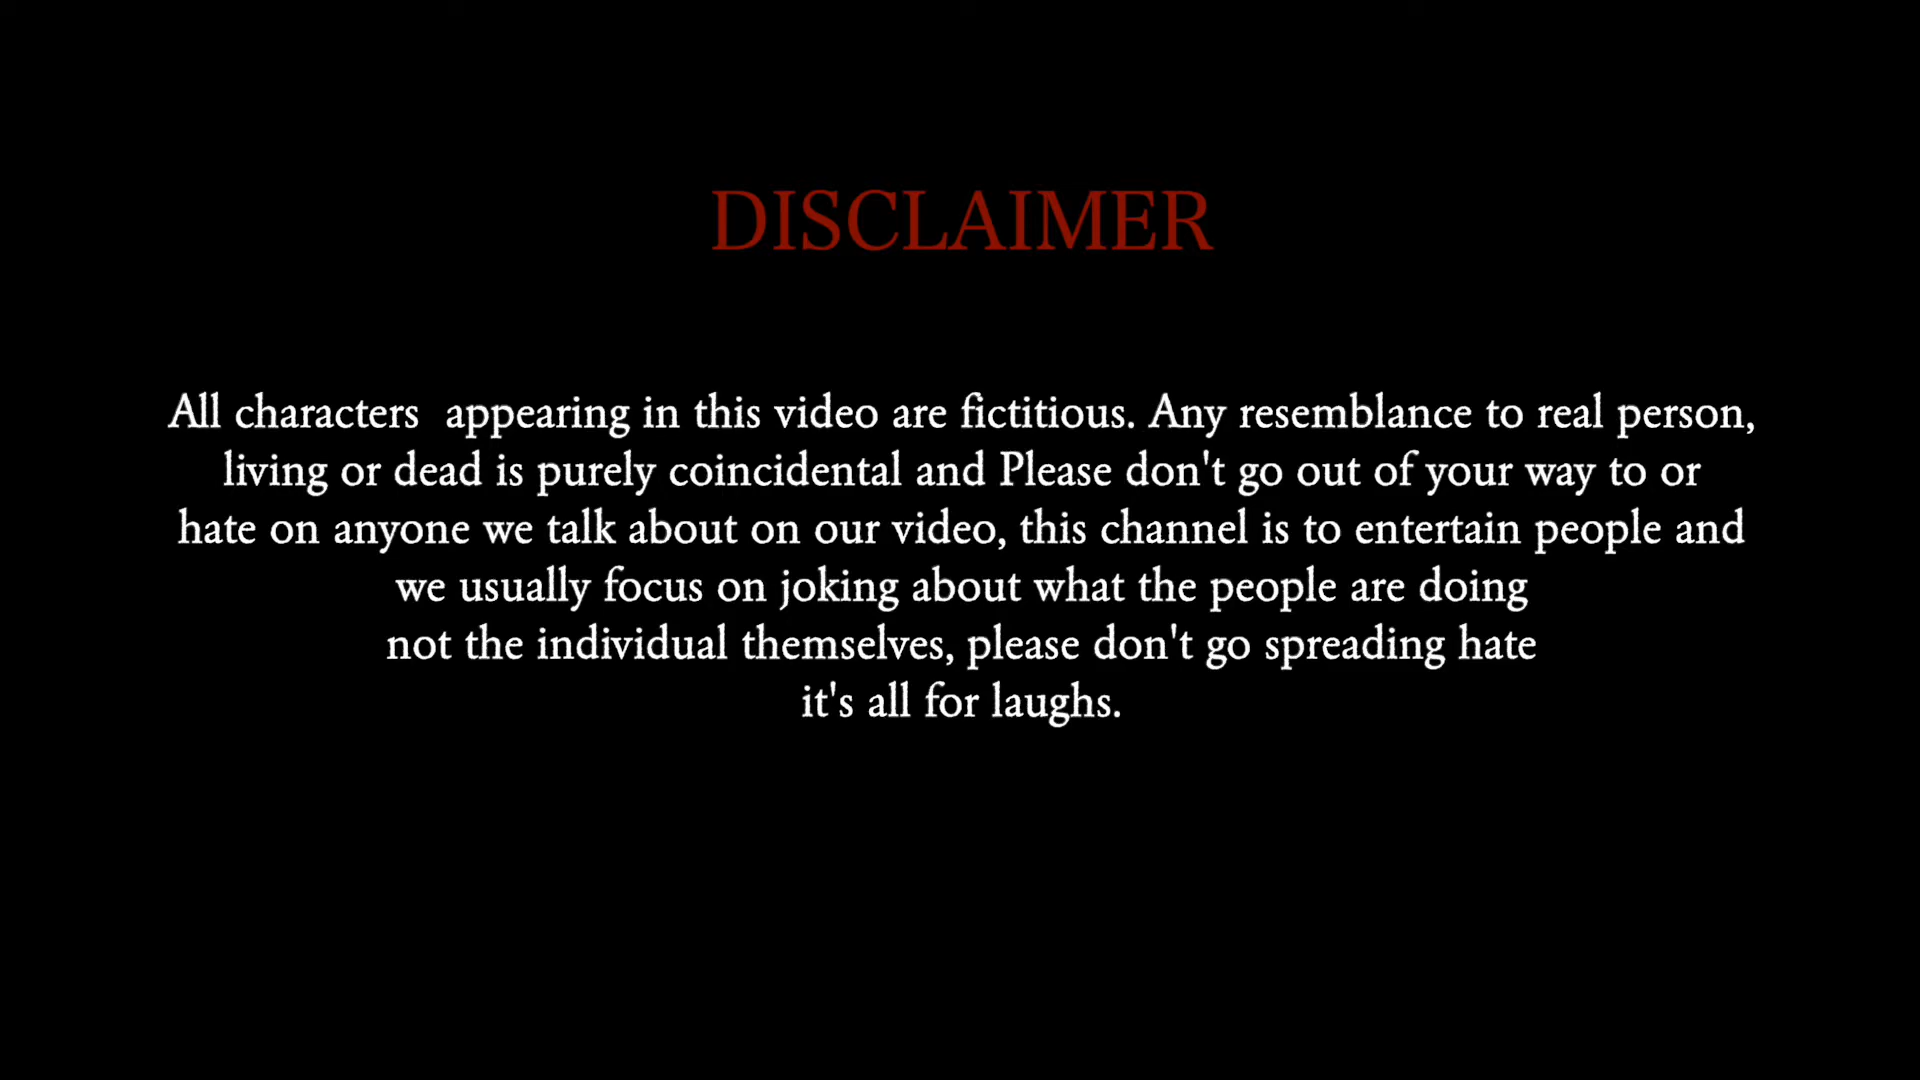 DISCLAIMER
All characters  appearing in this video are fictitious. Any resemblance to real person,
living or dead is purely coincidental and Please don't go out of your way to or
hate on anyone we talk about on our video, this channel is to entertain people and
we usually focus on joking about what the people are doing
not the individual themselves, please don't go spreading hate
it's all for laughs.